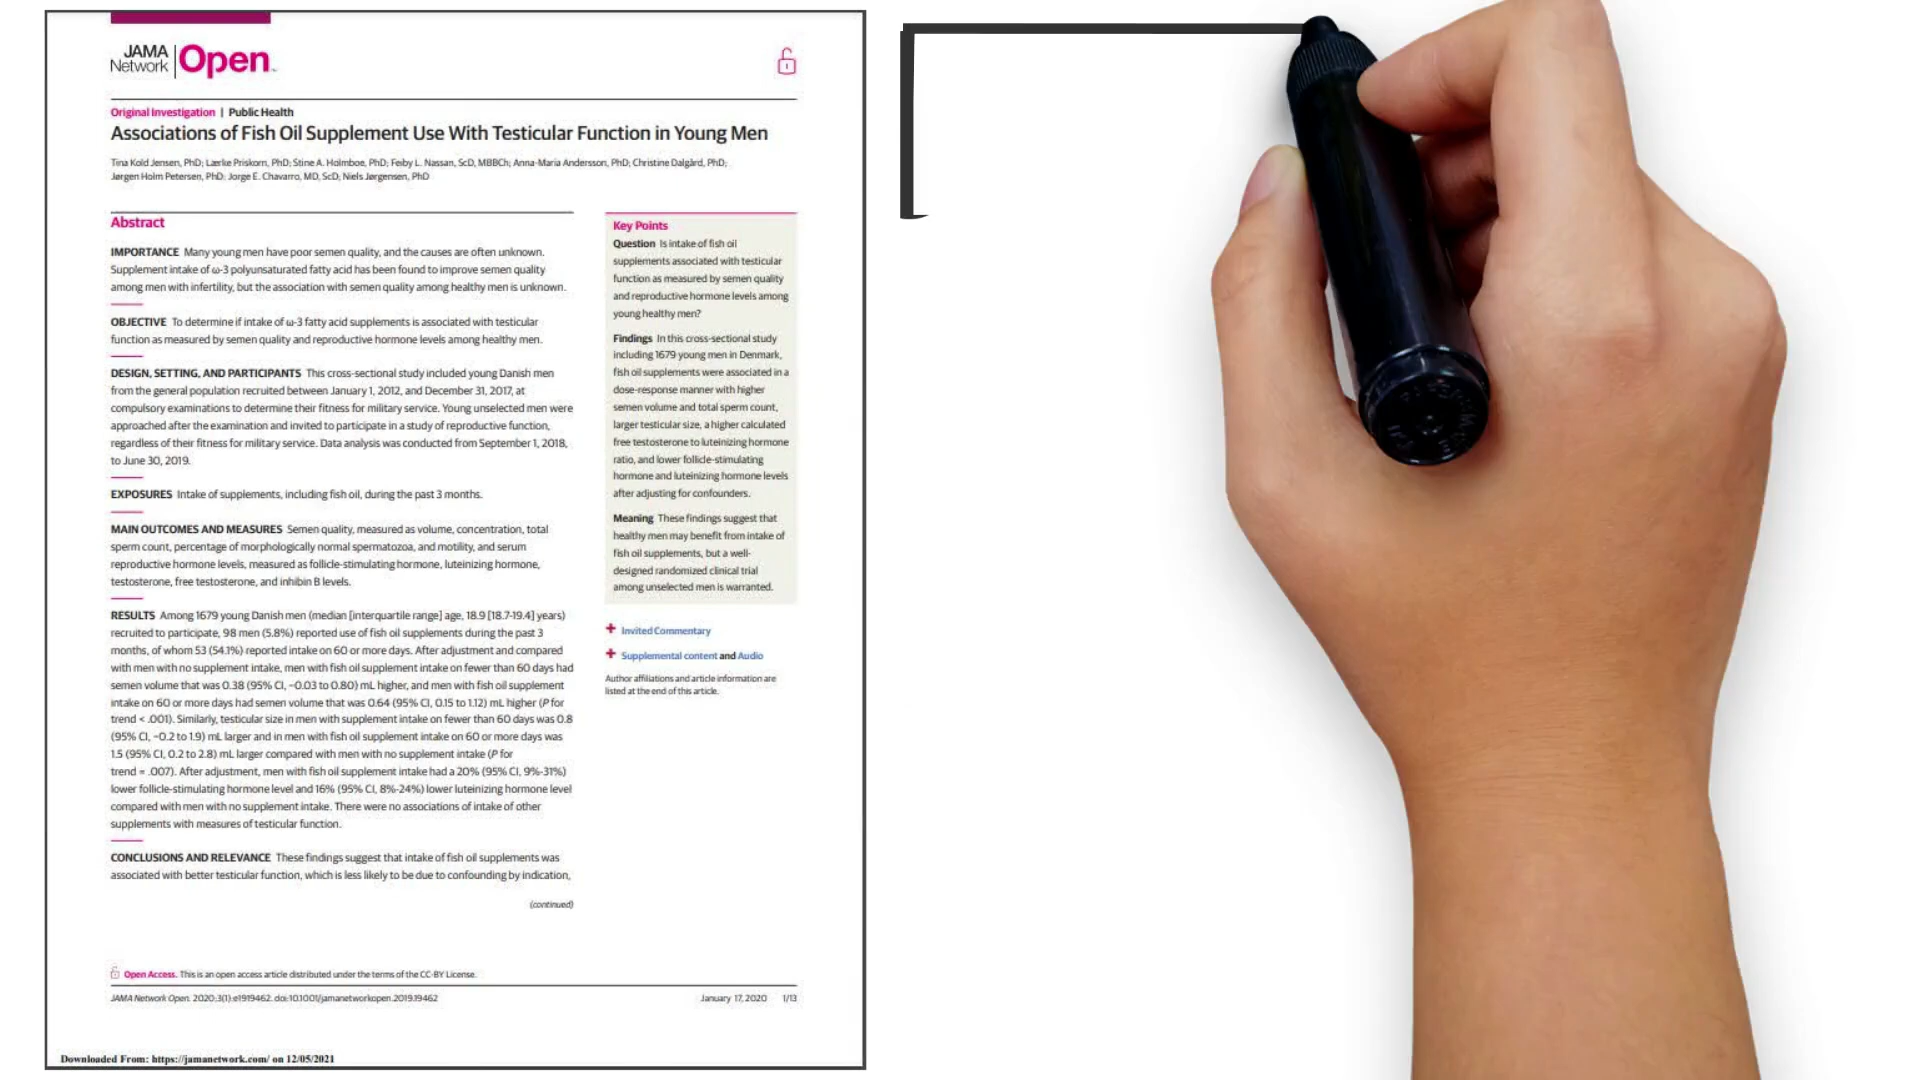 JAMA
Network
Open
Original Investigation | Public Health
Associations of Fish Oil Supplement Use With Testicular Function in Young Men
Tina Kold Jensen, PhD; Lærke Priskorn, PhD; Stine A. Holmboe, PhD; Feiby L. Nassan, ScD, MBBCh; Anna-Maria Andersson, PhD; Christine Dalgård, PhD;
Jørgen Holm Petersen, PhD; Jorge E. Chavarro, MD, ScD; Niels Jørgensen, PhD
Abstract
IMPORTANCE Many young men have poor semen quality, and the causes are often unknown.
Supplement intake of ω-3 polyunsaturated fatty acid has been found to improve semen quality
among men with infertility, but the association with semen quality among healthy men is unknown.
OBJECTIVE To determine if intake of ω-3 fatty acid supplements is associated with testicular
function as measured by semen quality and reproductive hormone levels among healthy men.
DESIGN, SETTING, AND PARTICIPANTS This cross-sectional study included young Danish men
from the general population recruited between January 1, 2012, and December 31, 2017, at
compulsory examinations to determine their fitness for military service. Young unselected men were
approached after the examination and invited to participate in a study of reproductive function,
regardless of their fitness for military service. Data analysis was conducted from September 1, 2018,
to June 30, 2019.
EXPOSURES Intake of supplements, including fish oil, during the past 3 months.
MAIN OUTCOMES AND MEASURES Semen quality, measured as volume, concentration, total
sperm count, percentage of morphologically normal spermatozoa, and motility, and serum
reproductive hormone levels, measured as follicle-stimulating hormone, luteinizing hormone,
testosterone, free testosterone, and inhibin B levels.
RESULTS Among 1679 young Danish men (median [interquartile range] age, 18.9 [18.7-19.4] years)
recruited to participate, 98 men (5.8%) reported use of fish oil supplements during the past 3
months, of whom 53 (54.1%) reported intake on 60 or more days. After adjustment and compared
with men with no supplement intake, men with fish oil supplement intake on fewer than 60 days had
semen volume that was 0.38 (95% CI, −0.03 to 0.80) mL higher, and men with fish oil supplement
intake on 60 or more days had semen volume that was 0.64 (95% CI, 0.15 to 1.12) mL higher (P for
trend < .001). Similarly, testicular size in men with supplement intake on fewer than 60 days was 0.8
(95% CI, −0.2 to 1.9) mL larger and in men with fish oil supplement intake on 60 or more days was
1.5 (95% CI, 0.2 to 2.8) mL larger compared with men with no supplement intake (P for
trend = .007). After adjustment, men with fish oil supplement intake had a 20% (95% CI, 9%-31%)
lower follicle-stimulating hormone level and 16% (95% CI, 8%-24%) lower luteinizing hormone level
compared with men with no supplement intake. There were no associations of intake of other
supplements with measures of testicular function.
CONCLUSIONS AND RELEVANCE These findings suggest that intake of fish oil supplements was
associated with better testicular function, which is less likely to be due to confounding by indication,
(continued)
Key Points
Question Is intake of fish oil
supplements associated with testicular
function as measured by semen quality
and reproductive hormone levels among
young healthy men?
Findings In this cross-sectional study
including 1679 young men in Denmark,
fish oil supplements were associated in a
dose-response manner with higher
semen volume and total sperm count,
larger testicular size, a higher calculated
free testosterone to luteinizing hormone
ratio, and lower follicle-stimulating
hormone and luteinizing hormone levels
after adjusting for confounders.
Meaning These findings suggest that
healthy men may benefit from intake of
fish oil supplements, but a well-
designed randomized clinical trial
among unselected men is warranted.
+ Invited Commentary
+ Supplemental content and Audio
Author affiliations and article information are
listed at the end of this article.
Open Access. This is an open access article distributed under the terms of the CC-BY License.
JAMA Network Open. 2020;3(1):e1919462. doi:10.1001/jamanetworkopen.2019.19462
January 17, 2020 1/13
Downloaded From: https://jamanetwork.com/ on 12/05/2021